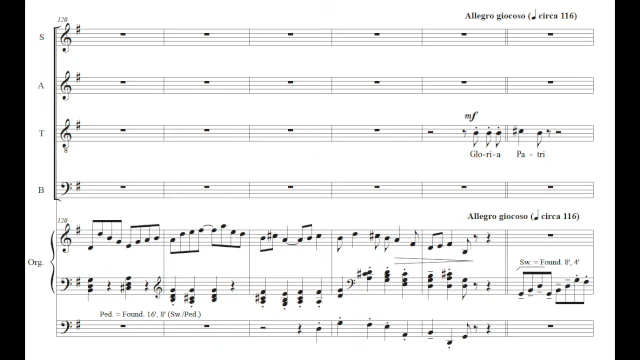 Allegro giocoso (♩ circa 116)
120
S
A
T
mf
8
Glo-ri-a Pa-tri
B
Allegro giocoso (♩ circa 116)
120
Org.
Sw. = Found. 8', 4'
Ped. = Found. 16', 8' (Sw./Ped.)